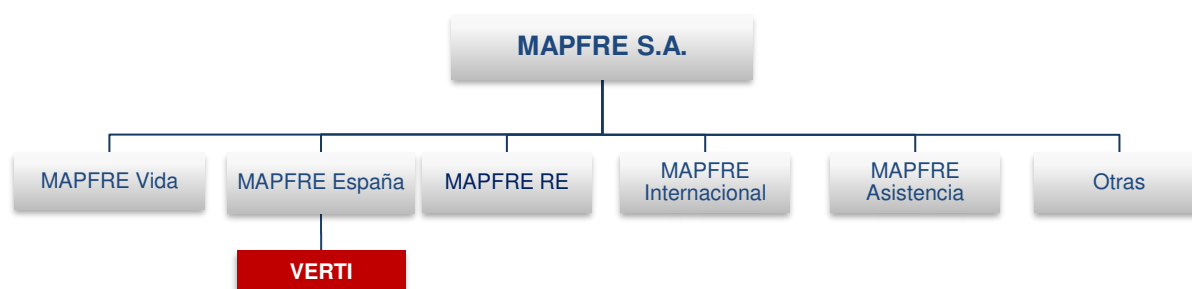 MAPFRE S.A.
MAPFRE Vida
MAPFRE España
MAPFRE RE
MAPFRE
Internacional
MAPFRE
Asistencia
Otras
VERTI